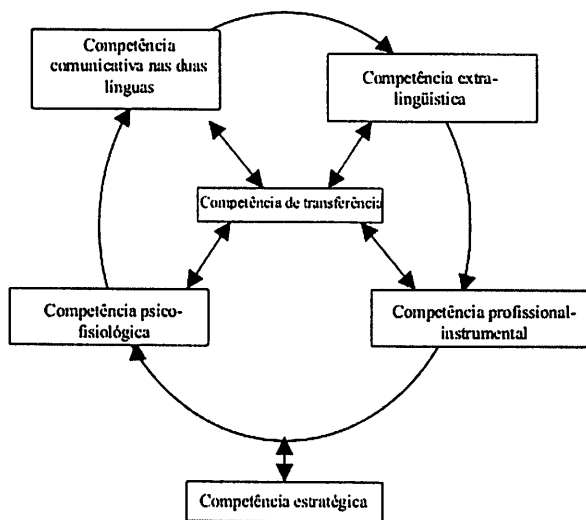 Competência
comunicativa nas duas
línguas
Competência extra-
lingüística
Competência de transferência
Competência psico-
fisiológica
Competência profissional-
instrumental
Competência estratégica